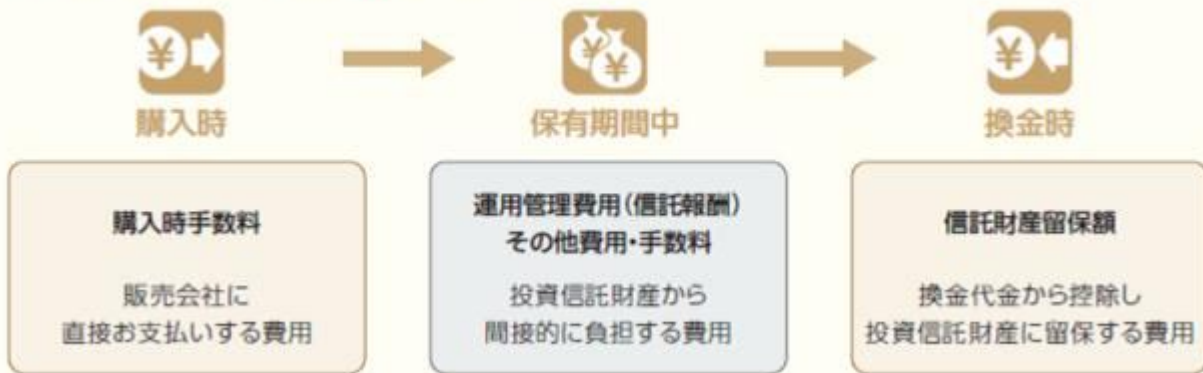 ¥
¥
¥
¥
購入時
保有期間中
換金時
購入時手数料
販売会社に
直接お支払いする費用
運用管理費用(信託報酬)
その他費用・手数料
投資信託財産から
間接的に負担する費用
信託財産留保額
換金代金から控除し
投資信託財産に留保する費用